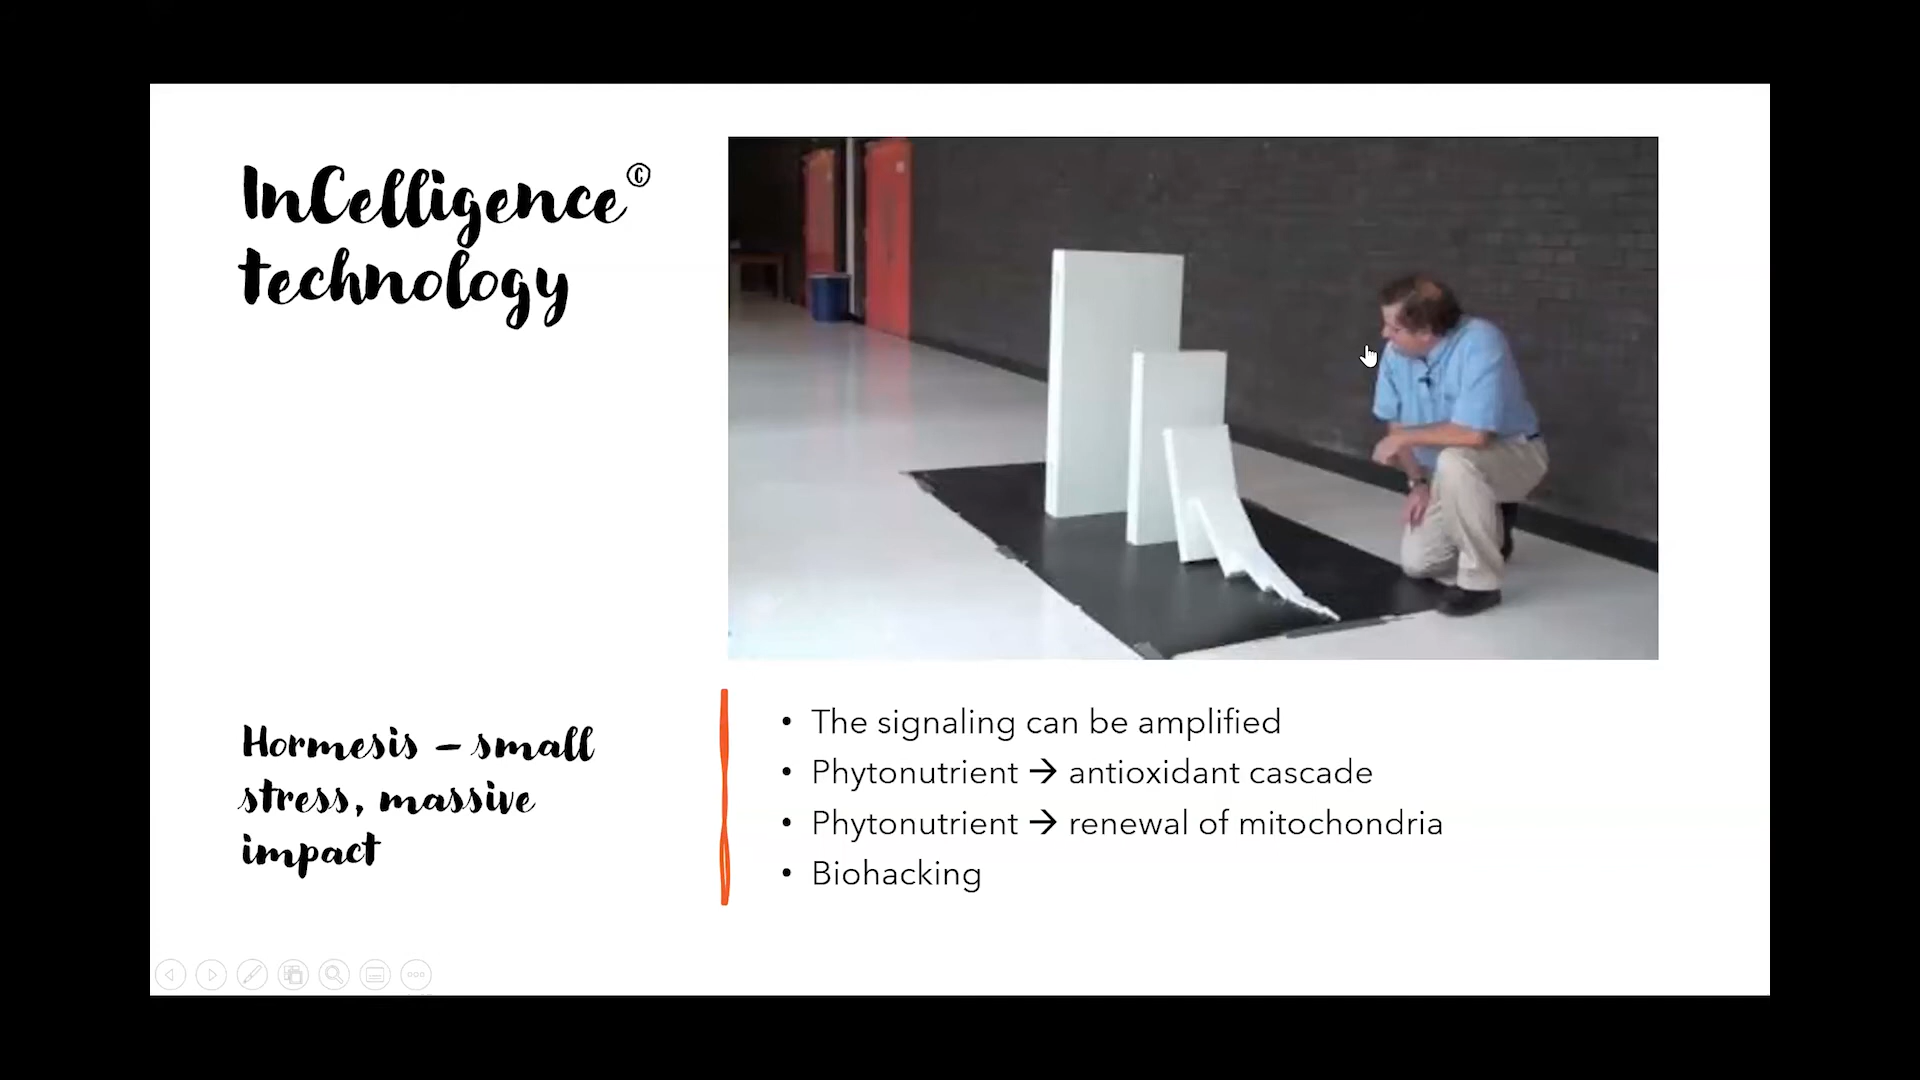 InCelligence©
technology
Hormesis – small
stress, massive
impact
• The signaling can be amplified
• Phytonutrient → antioxidant cascade
• Phytonutrient → renewal of mitochondria
• Biohacking